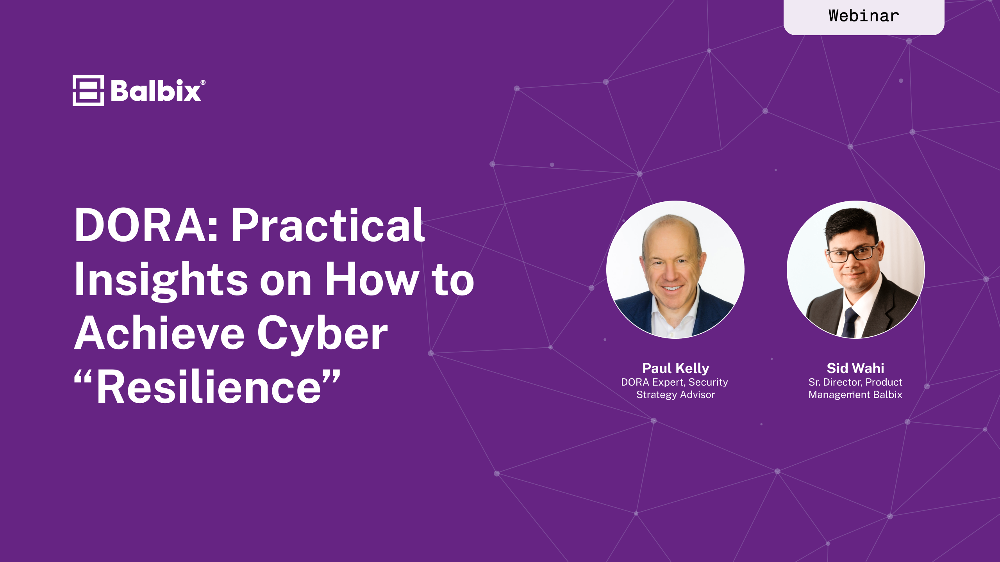 Webinar
Balbix®
DORA: Practical
Insights on How to
Achieve Cyber
“Resilience”
Paul Kelly
DORA Expert, Security
Strategy Advisor
Sid Wahi
Sr. Director, Product
Management Balbix